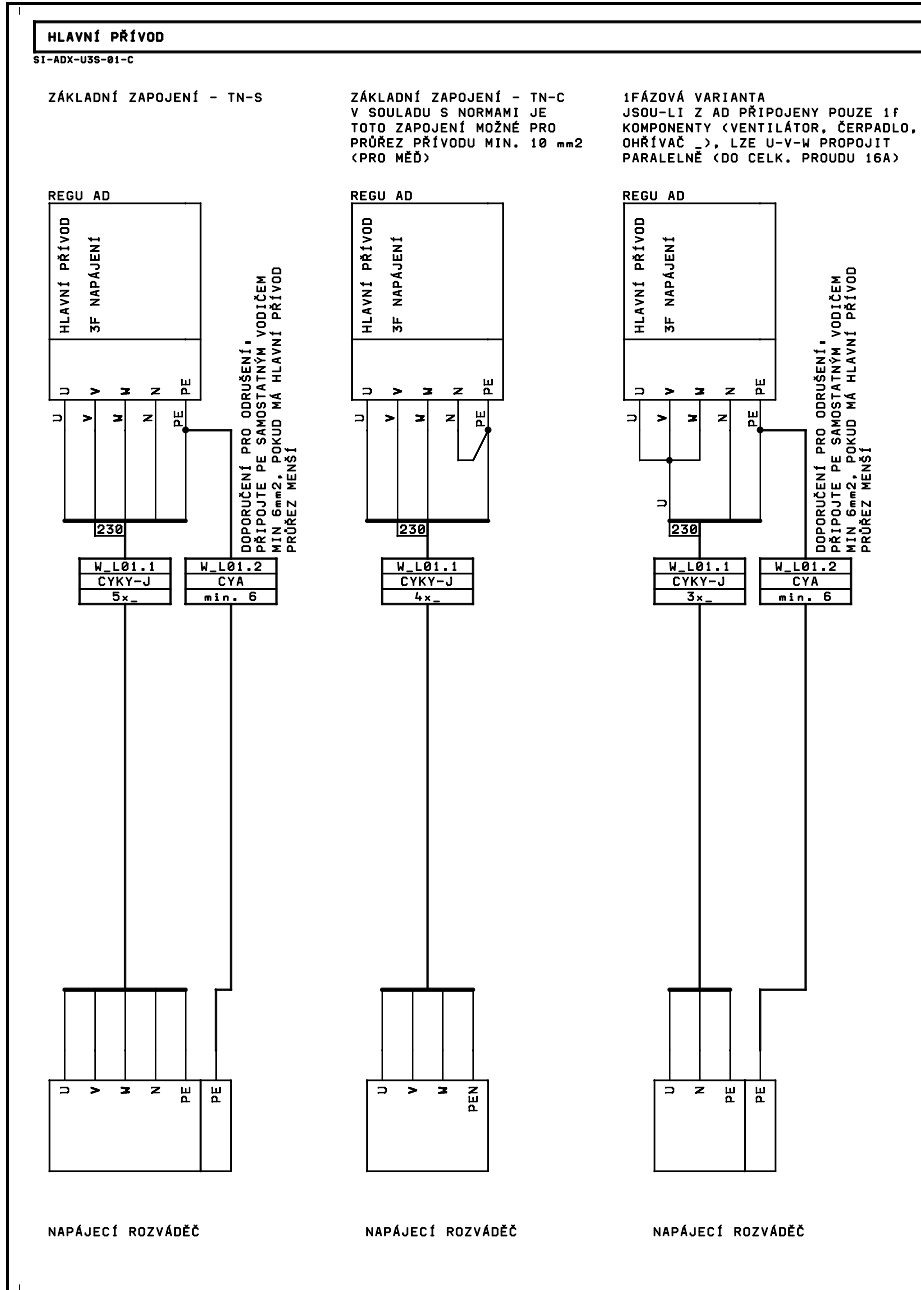 HLAVNÍ PŘÍVOD
SI-ADX-U3S-01-C
ZÁKLADNÍ ZAPOJENÍ - TN-S
REGU AD
HLAVNÍ PŘÍVOD
3F NAPÁJENÍ
U
V
W
N
PE
U
V
W
N
PE
DOPORUČENÍ PRO ODRUŠENÍ:
PŘIPOJTE PE SAMOSTATNÝM VODIČEM
MIN 6mm2, POKUD MÁ HLAVNÍ PŘÍVOD
PRŮŘEZ MENŠÍ
230
W_L01.1
CYKY-J
5x_
W_L01.2
CYA
min. 6
U
V
W
N
PE
PE
NAPÁJECÍ ROZVÁDĚČ
ZÁKLADNÍ ZAPOJENÍ - TN-C
V SOULADU S NORMAMI JE
TOTO ZAPOJENÍ MOŽNÉ PRO
PRŮŘEZ PŘÍVODU MIN. 10 mm2
(PRO MĚĎ)
REGU AD
HLAVNÍ PŘÍVOD
3F NAPÁJENÍ
U
V
W
N
PE
U
V
W
N
PE
230
W_L01.1
CYKY-J
4x_
U
V
W
PEN
NAPÁJECÍ ROZVÁDĚČ
1FÁZOVÁ VARIANTA
JSOU-LI Z AD PŘIPOJENY POUZE 1f
KOMPONENTY (VENTILÁTOR, ČERPADLO,
OHŘÍVAČ _), LZE U-V-W PROPOJIT
PARALELNĚ (DO CELK. PROUDU 16A)
REGU AD
HLAVNÍ PŘÍVOD
3F NAPÁJENÍ
U
V
W
N
PE
N
PE
U
DOPORUČENÍ PRO ODRUŠENÍ:
PŘIPOJTE PE SAMOSTATNÝM VODIČEM
MIN 6mm2, POKUD MÁ HLAVNÍ PŘÍVOD
PRŮŘEZ MENŠÍ
230
W_L01.1
CYKY-J
3x_
W_L01.2
CYA
min. 6
U
N
PE
PE
NAPÁJECÍ ROZVÁDĚČ